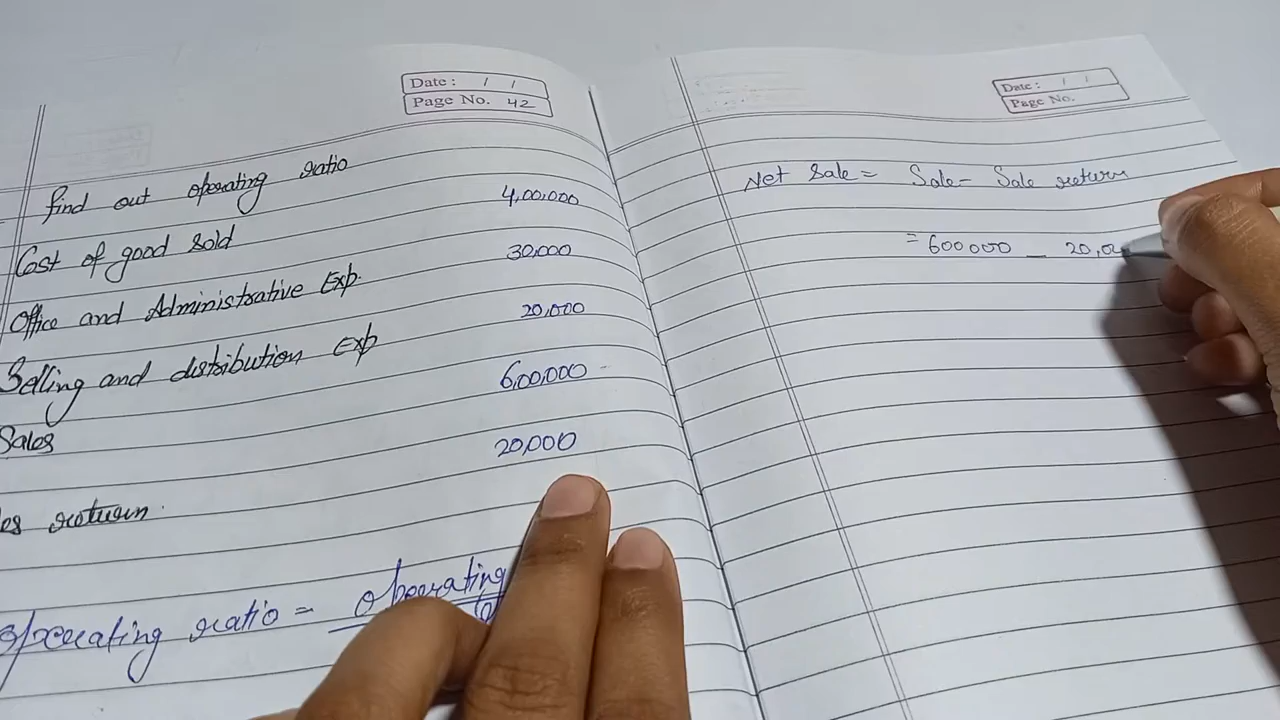 Date : / /
Page No. 42
find out operating ratio
Cost of good sold 4,00,000
Office and Administrative Exp. 30,000
Selling and distribution Exp 20,000
Sales 6,00,000
return 20,000
operating ratio = operating
Date : / /
Page No.
Net Sale = Sale - Sale return
= 600000 - 20,00